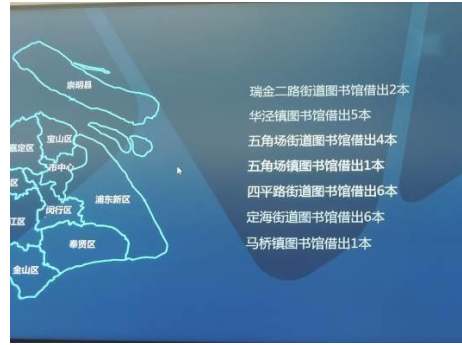 崇明县
宝山区
嘉定区
市中心
区
浦东新区
闵行区
江区
奉贤区
金山区
瑞金二路街道图书馆借出2本
华泾镇图书馆借出5本
五角场街道图书馆借出4本
五角场镇图书馆借出1本
四平路街道图书馆借出6本
定海街道图书馆借出6本
马桥镇图书馆借出1本